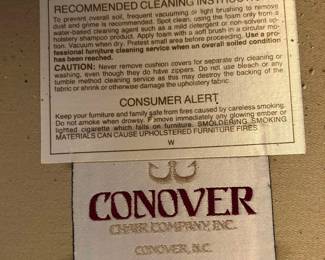 RECOMMENDED CLEANING INSTRUCTIONS
To prevent overall soil, frequent vacuuming or light brushing to remove
dust and grime is recommended. Spot clean, using the foam only from a
water-based cleaning agent such as a mild detergent or non-solvent up-
holstery shampoo product. Apply foam with a soft brush in a circular mo-
tion. Vacuum dry. Pretest small area before proceeding. Use a pro-
fessional furniture cleaning service when an overall soiled condition
has been reached.
CAUTION: Never remove cushion covers for separate dry cleaning or
washing, even though they do have zippers. Do not use bleach or any
tumble method cleaning service as this may destroy the backing of the
fabric or shrink or otherwise damage the upholstery fabric.
CONSUMER ALERT
Keep your furniture and family safe from fires caused by careless smoking.
Do not smoke when drowsy. Remove immediately any glowing ember or
lighted cigarette which falls on furniture. SMOLDERING SMOKING
MATERIALS CAN CAUSE UPHOLSTERED FURNITURE FIRES
W
CONOVER
CHAIR COMPANY, INC.
CONOVER, N.C.